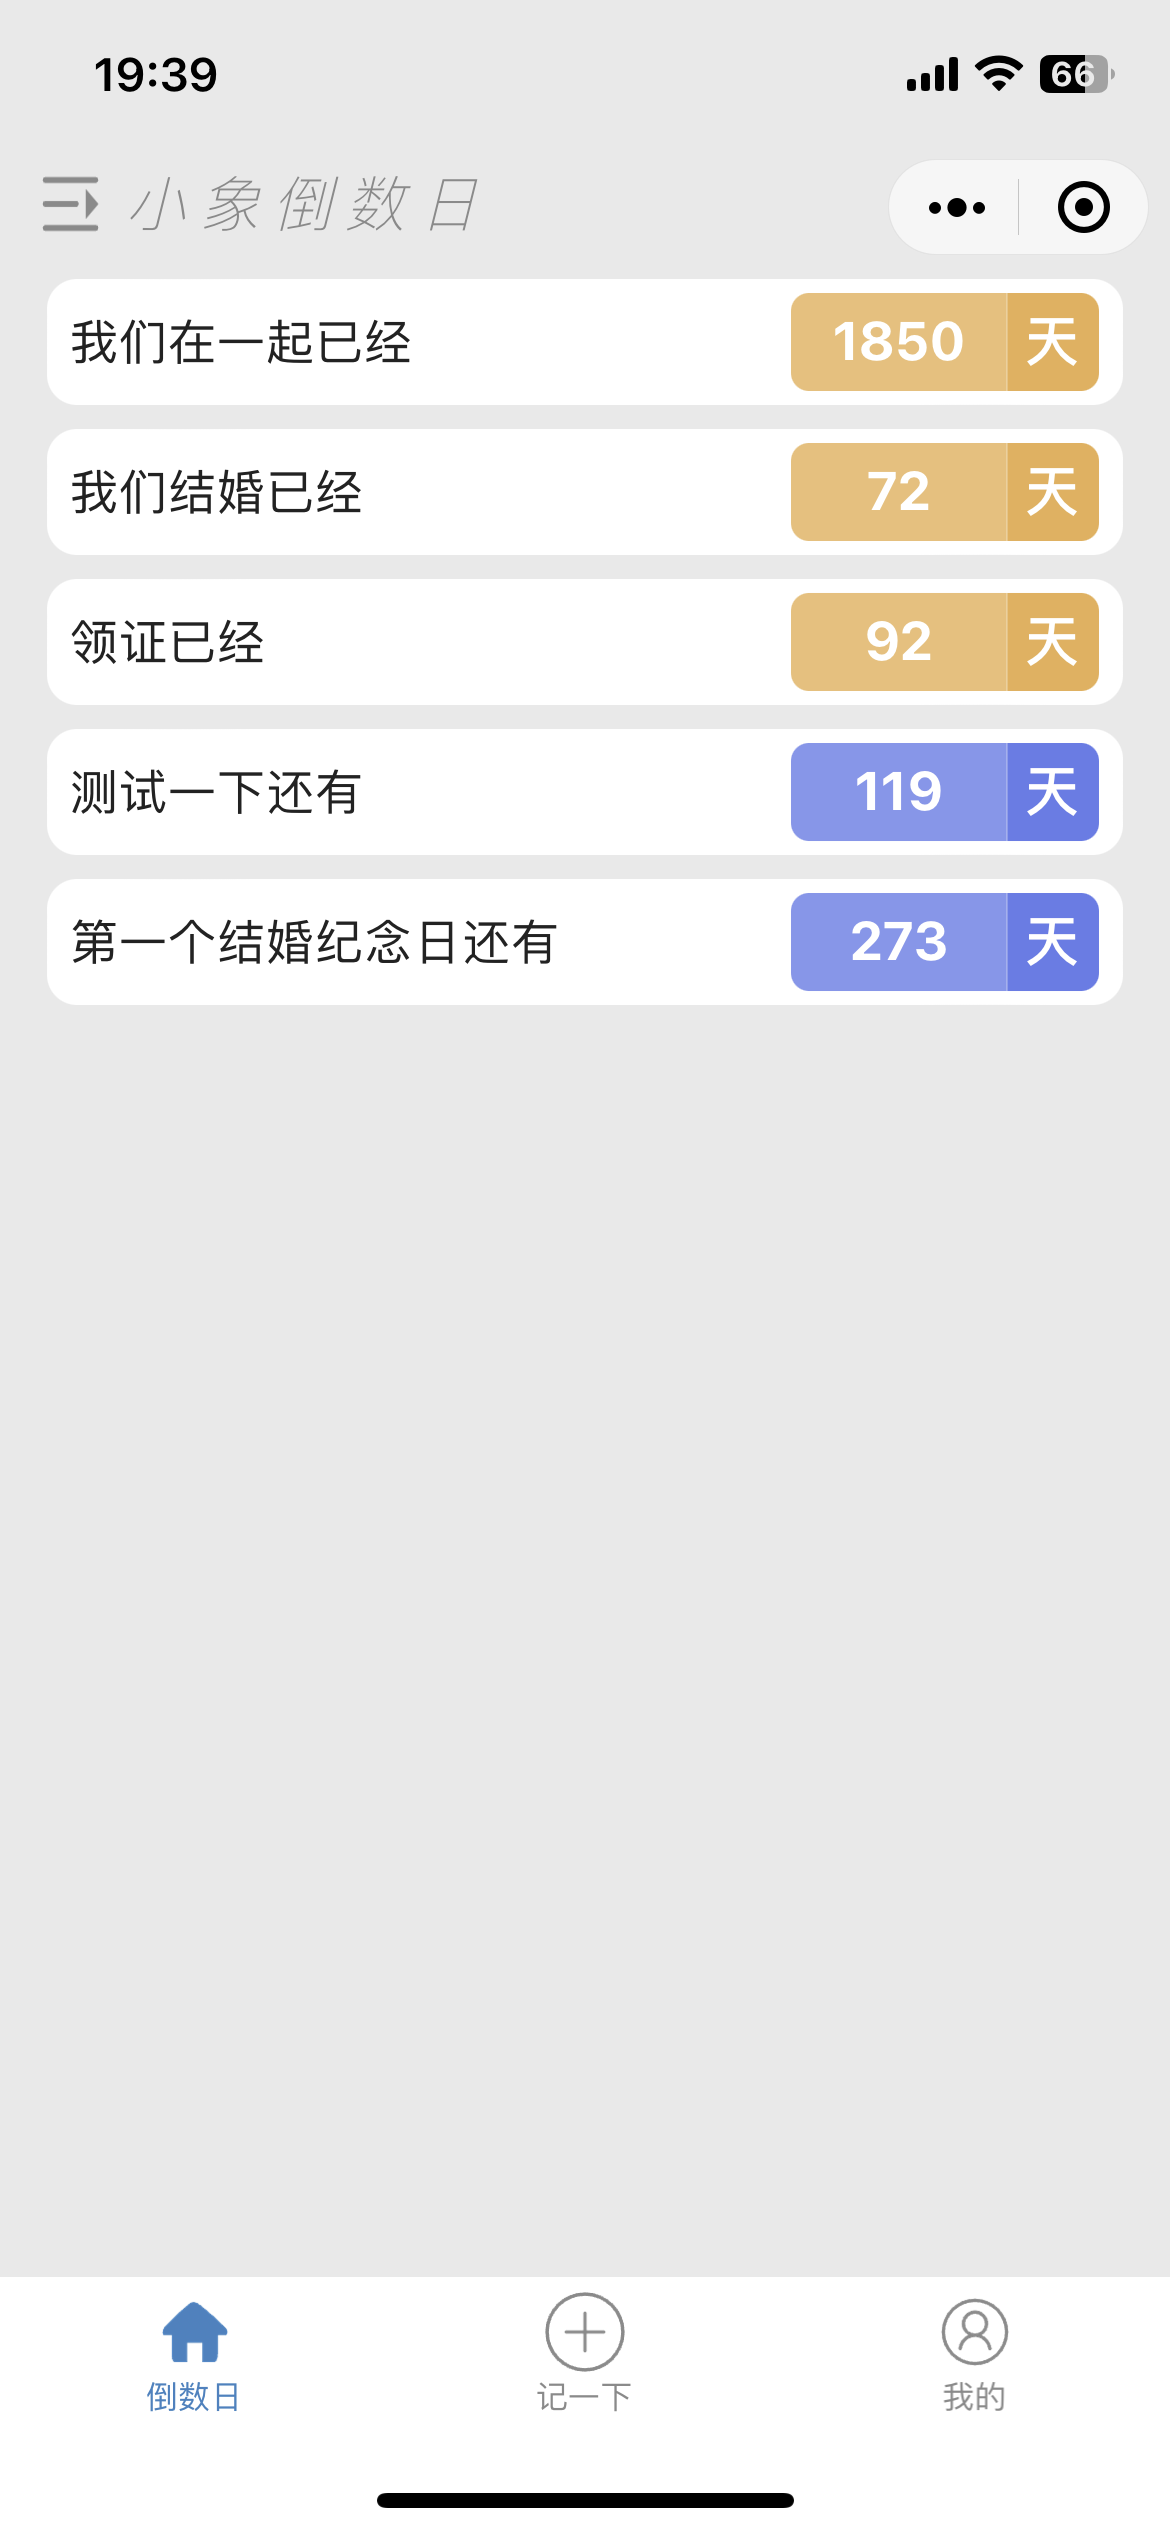 19:39
66
小象倒数日
我们在一起已经 1850 天
我们结婚已经 72 天
领证已经 92 天
测试一下还有 119 天
第一个结婚纪念日还有 273 天
倒数日 记一下 我的